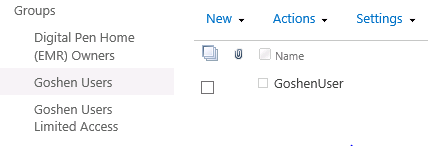 Groups
Digital Pen Home
(EMR) Owners
Goshen Users
Goshen Users
Limited Access
New Actions Settings
Name
GoshenUser